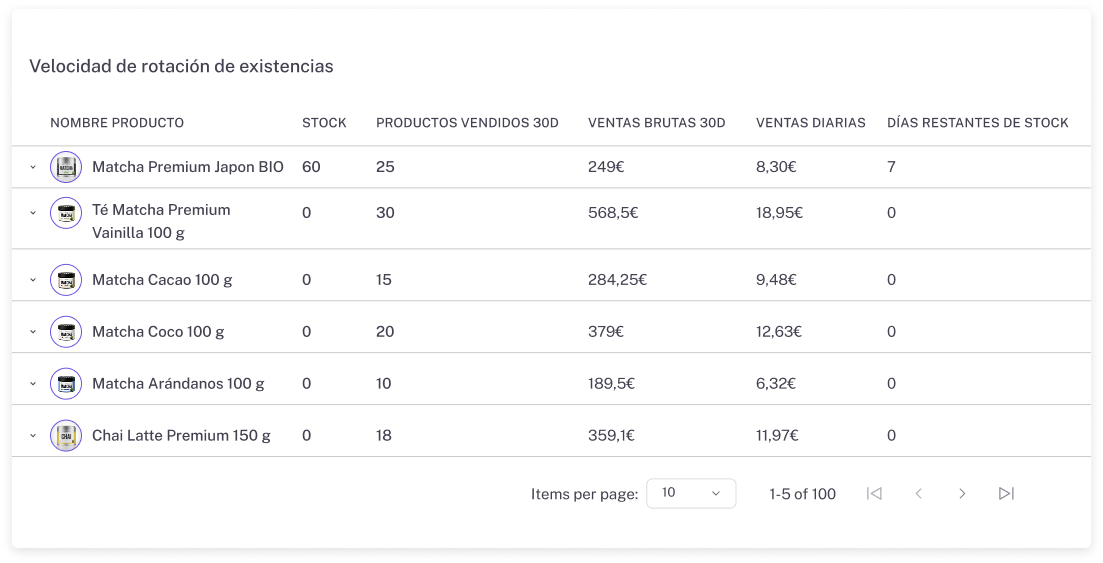 Velocidad de rotación de existencias
NOMBRE PRODUCTO STOCK PRODUCTOS VENDIDOS 30D VENTAS BRUTAS 30D VENTAS DIARIAS DÍAS RESTANTES DE STOCK
MATCHA Matcha Premium Japon BIO 60 25 249€ 8,30€ 7
Té Matcha Premium 0 30 568,5€ 18,95€ 0
Vainilla 100 g
Matcha Cacao 100 g 0 15 284,25€ 9,48€ 0
Matcha Coco 100 g 0 20 379€ 12,63€ 0
Matcha Arándanos 100 g 0 10 189,5€ 6,32€ 0
CHAI Chai Latte Premium 150 g 0 18 359,1€ 11,97€ 0
Items per page: 10 1-5 of 100